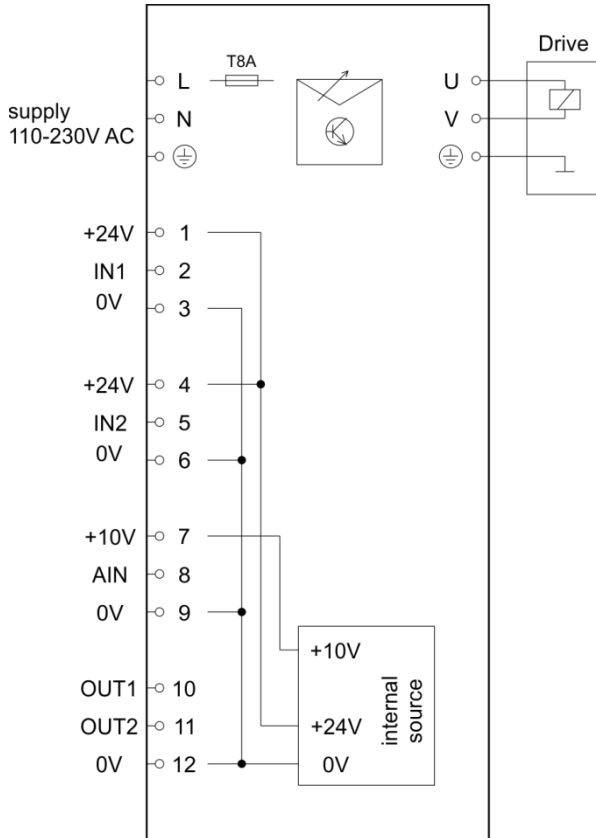 Drive
T8A
L
U
supply
110-230V AC
N
V
+24V 1
IN1 2
0V 3
+24V 4
IN2 5
0V 6
+10V 7
AIN 8
0V 9
+10V
OUT1 10
OUT2 11
+24V
0V 12
0V
internal
source